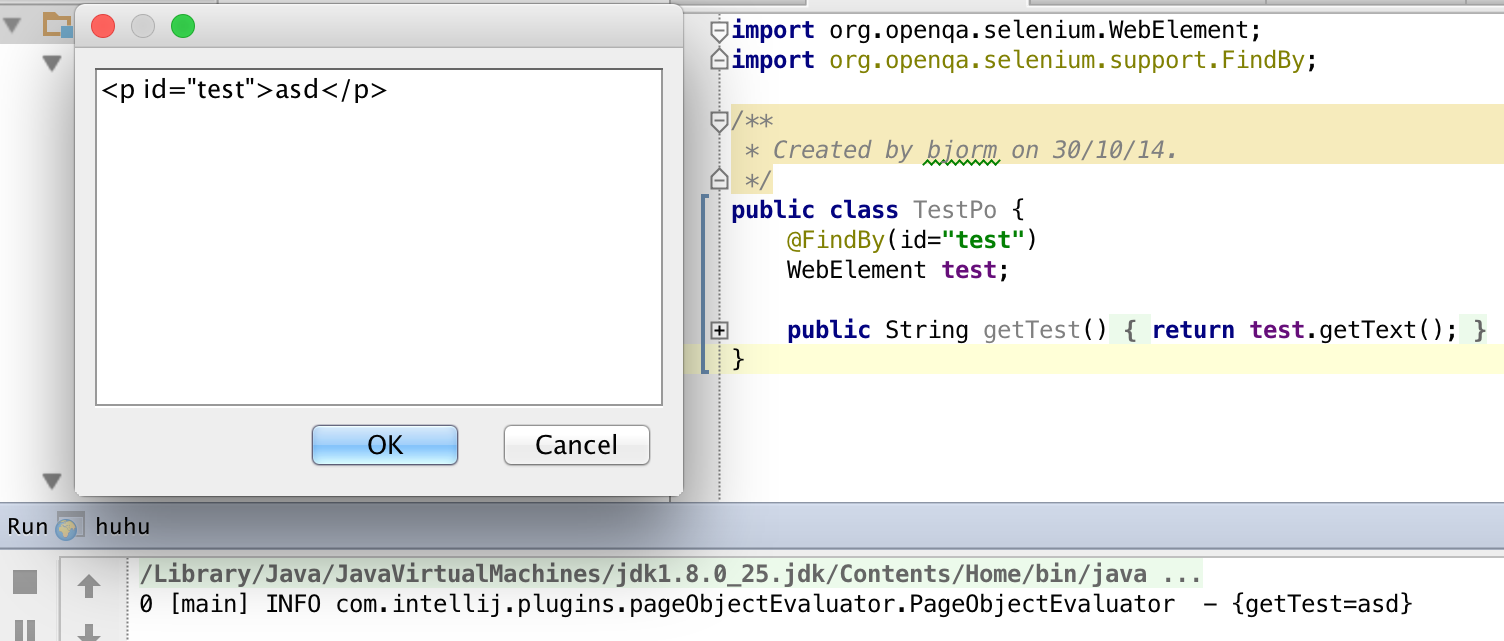 <p id="test">asd</p>
OK
Cancel
import org.openqa.selenium.WebElement;
import org.openqa.selenium.support.FindBy;
/**
* Created by bjorm on 30/10/14.
*/
public class TestPo {
@FindBy(id="test")
WebElement test;
public String getTest() { return test.getText(); }
}
Run huhu
/Library/Java/JavaVirtualMachines/jdk1.8.0_25.jdk/Contents/Home/bin/java ...
0 [main] INFO com.intellij.plugins.pageObjectEvaluator.PageObjectEvaluator - {getTest=asd}